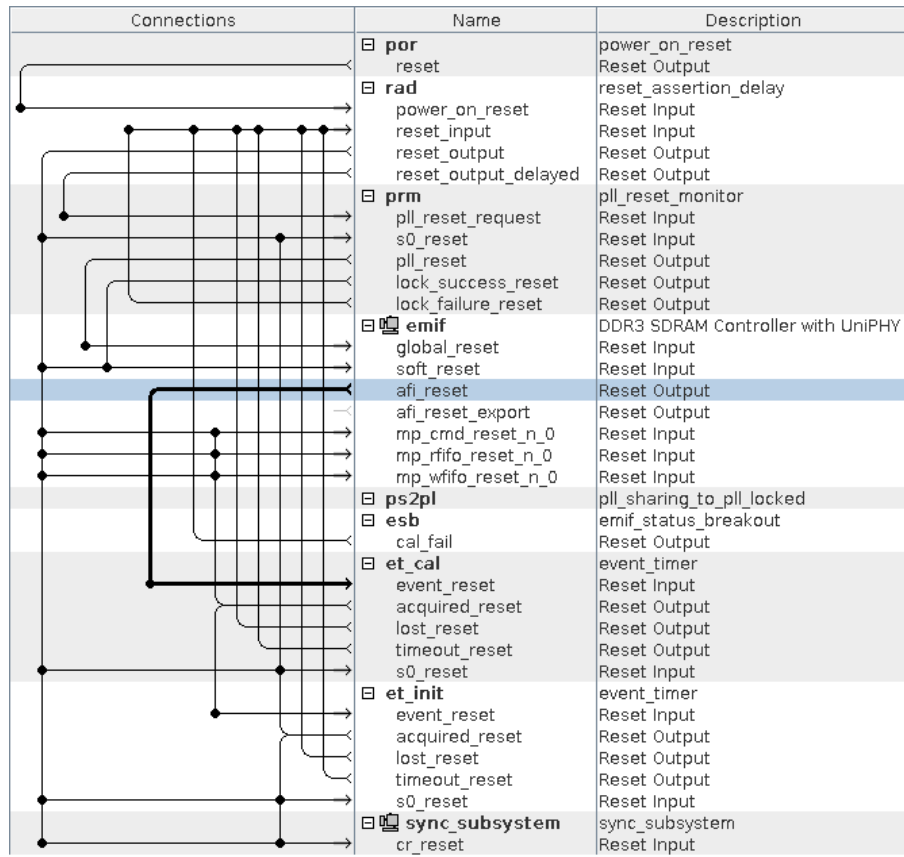 Connections Name Description
por power_on_reset
reset Reset Output
rad reset_assertion_delay
power_on_reset Reset Input
reset_input Reset Input
reset_output Reset Output
reset_output_delayed Reset Output
prm pll_reset_monitor
pll_reset_request Reset Input
s0_reset Reset Input
pll_reset Reset Output
lock_success_reset Reset Output
lock_failure_reset Reset Output
emif DDR3 SDRAM Controller with UniPHY
global_reset Reset Input
soft_reset Reset Input
afi_reset Reset Output
afi_reset_export Reset Output
mp_cmd_reset_n_0 Reset Input
mp_rfifo_reset_n_0 Reset Input
mp_wfifo_reset_n_0 Reset Input
ps2pl pll_sharing_to_pll_locked
esb emif_status_breakout
cal_fail Reset Output
et_cal event_timer
event_reset Reset Input
acquired_reset Reset Output
lost_reset Reset Output
timeout_reset Reset Output
s0_reset Reset Input
et_init event_timer
event_reset Reset Input
acquired_reset Reset Output
lost_reset Reset Output
timeout_reset Reset Output
s0_reset Reset Input
sync_subsystem sync_subsystem
cr_reset Reset Input